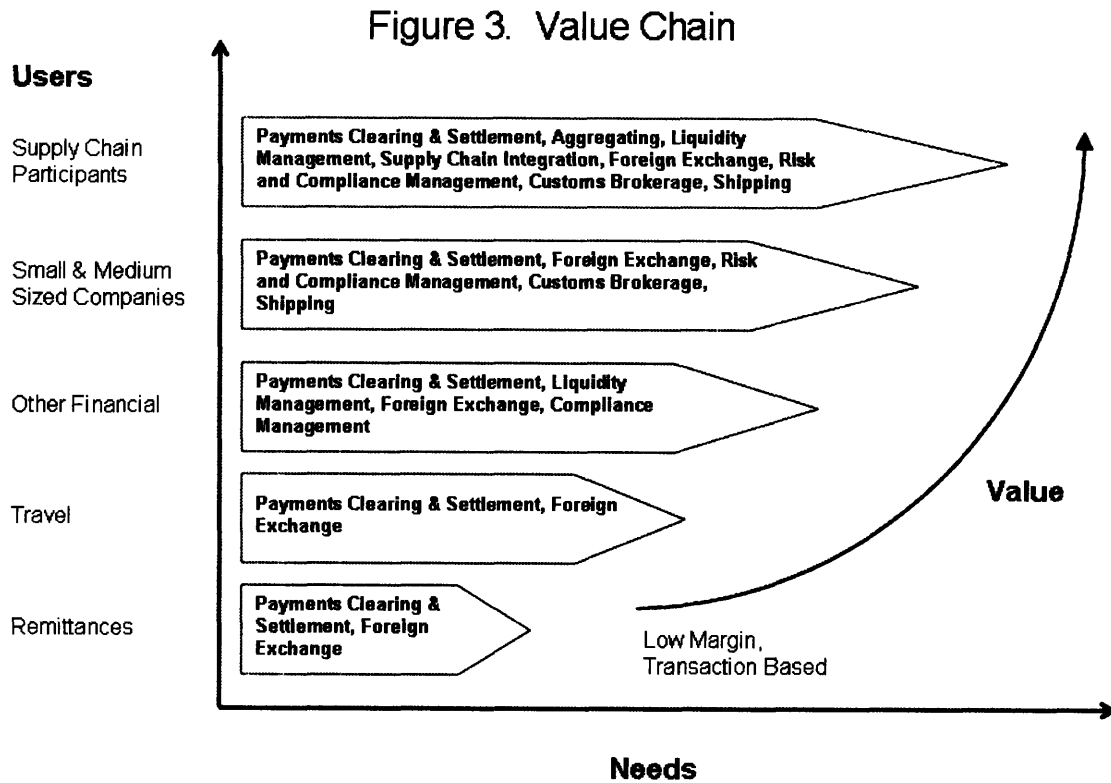 Figure 3. Value Chain
Users
Supply Chain
Participants
Payments Clearing & Settlement, Aggregating, Liquidity
Management, Supply Chain Integration, Foreign Exchange, Risk
and Compliance Management, Customs Brokerage, Shipping
Small & Medium
Sized Companies
Payments Clearing & Settlement, Foreign Exchange, Risk
and Compliance Management, Customs Brokerage,
Shipping
Other Financial
Payments Clearing & Settlement, Liquidity
Management, Foreign Exchange, Compliance
Management
Travel
Payments Clearing & Settlement, Foreign
Exchange
Value
Remittances
Payments Clearing &
Settlement, Foreign
Exchange
Low Margin,
Transaction Based
Needs